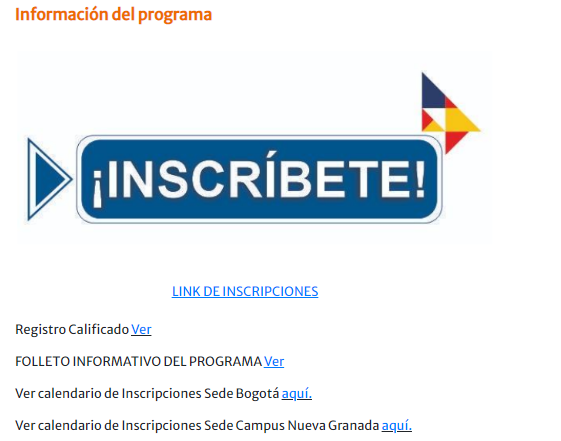 Información del programa
¡INSCRÍBETE!
LINK DE INSCRIPCIONES
Registro Calificado Ver
FOLLETO INFORMATIVO DEL PROGRAMA Ver
Ver calendario de Inscripciones Sede Bogotá aquí.
Ver calendario de Inscripciones Sede Campus Nueva Granada aquí.